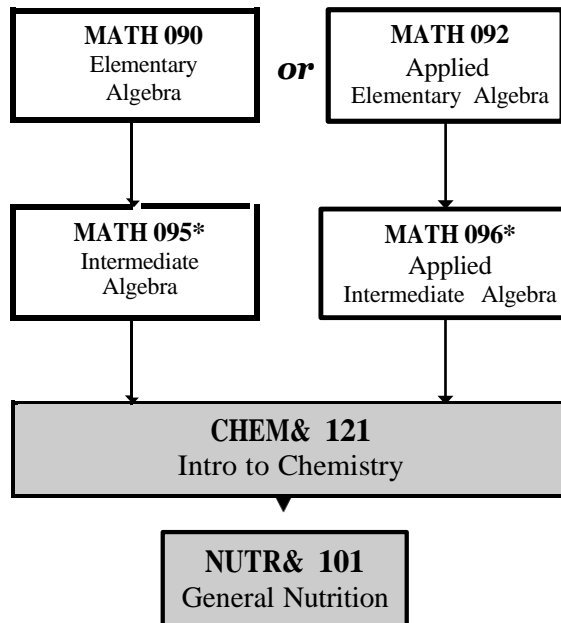 MATH 090
Elementary
Algebra
or
MATH 092
Applied
Elementary Algebra
MATH 095*
Intermediate
Algebra
MATH 096*
Applied
Intermediate Algebra
CHEM& 121
Intro to Chemistry
NUTR& 101
General Nutrition